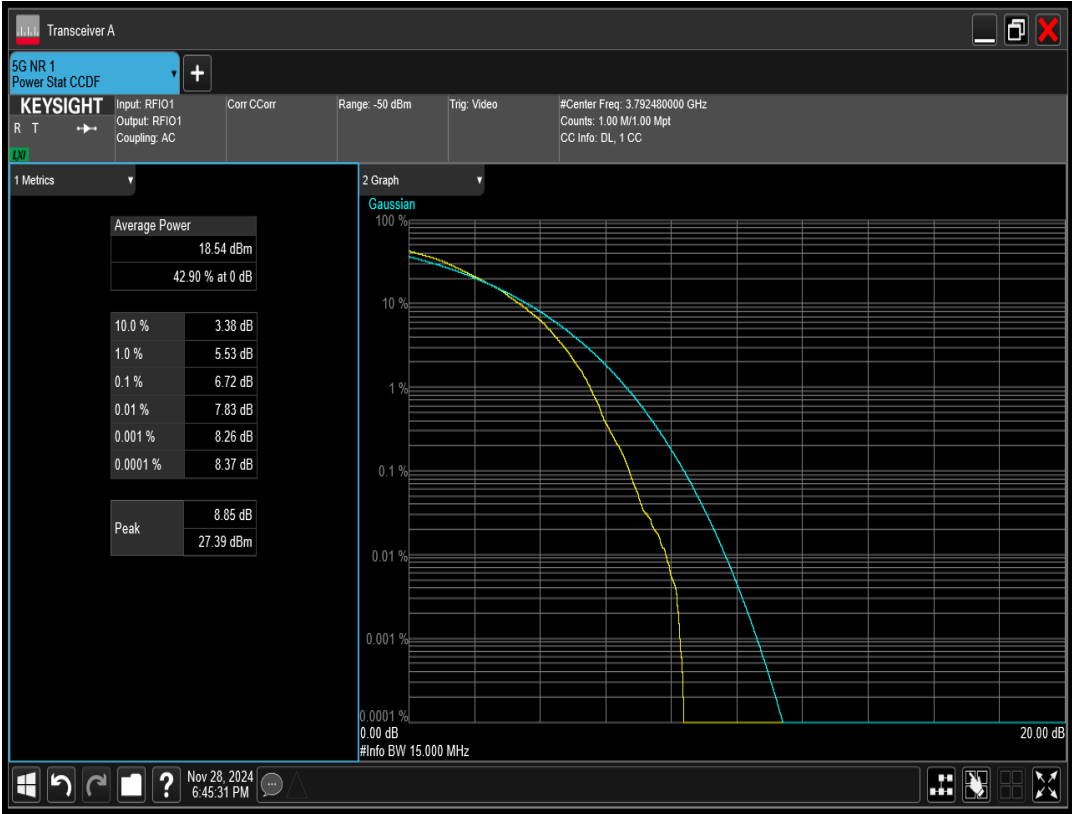 Transceiver A
5G NR 1
Power Stat CCDF
+
KEYSIGHT
R T
LXI
Input: RFIO1
Output: RFIO1
Coupling: AC
Corr CCorr
Range: -50 dBm
Trig: Video
#Center Freq: 3.792480000 GHz
Counts: 1.00 M/1.00 Mpt
CC Info: DL, 1 CC
1 Metrics
Average Power
18.54 dBm
42.90 % at 0 dB
10.0 % 3.38 dB
1.0 % 5.53 dB
0.1 % 6.72 dB
0.01 % 7.83 dB
0.001 % 8.26 dB
0.0001 % 8.37 dB
Peak 8.85 dB
27.39 dBm
2 Graph
Gaussian
100 %
10 %
1 %
0.1 %
0.01 %
0.001 %
0.0001 %
0.00 dB 20.00 dB
#Info BW 15.000 MHz
?
Nov 28, 2024
6:45:31 PM